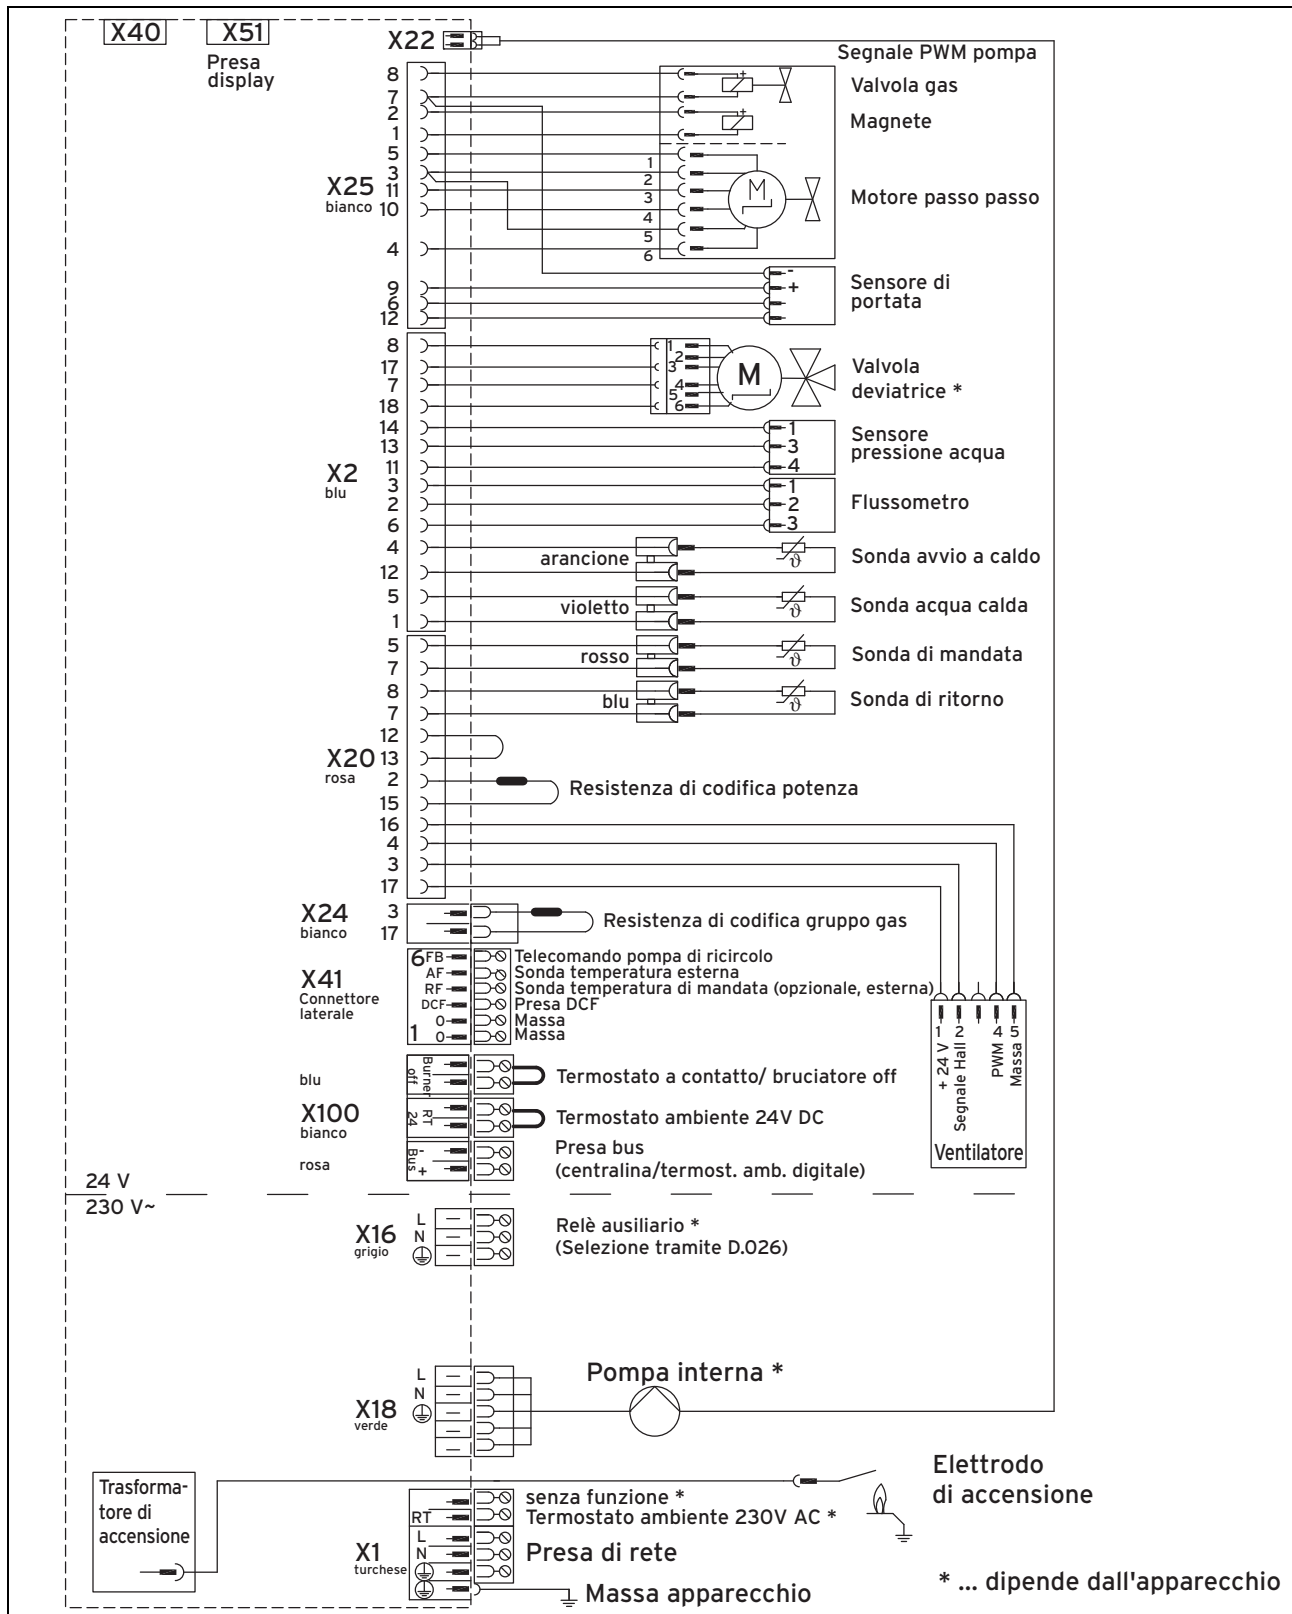 X40
X51
Presa
display
X22
Segnale PWM pompa
8
7
2
1
5
3
11
10
4
9
6
12
X25
bianco
+
+
Valvola gas
Magnete
1
2
3
4
5
6
M
Motore passo passo
-
+
Sensore di
portata
8
17
7
18
14
13
11
3
2
6
4
12
5
1
X2
blu
1
2
3
4
5
6
M
Valvola
deviatrice *
1
3
4
Sensore
pressione acqua
1
2
3
Flussometro
arancione
ϑ
Sonda avvio a caldo
violetto
ϑ
Sonda acqua calda
5
7
8
7
12
13
2
15
16
4
3
17
X20
rosa
rosso
ϑ
Sonda di mandata
blu
ϑ
Sonda di ritorno
Resistenza di codifica potenza
X24
bianco
3
17
Resistenza di codifica gruppo gas
X41
Connettore
laterale
6 FB
AF
RF
DCF
0
1 0
Telecomando pompa di ricircolo
Sonda temperatura esterna
Sonda temperatura di mandata (opzionale, esterna)
Presa DCF
Massa
Massa
1 2 4 5
+ 24 V
Segnale Hall
PWM
Massa
Ventilatore
blu
Burner
off
Termostato a contatto/ bruciatore off
X100
bianco
RT
24
Termostato ambiente 24V DC
rosa
Bus
-
+
Presa bus
(centralina/termost. amb. digitale)
24 V
230 V~
X16
grigio
L
N
Relè ausiliario *
(Selezione tramite D.026)
X18
verde
L
N
Pompa interna *
Trasforma-
tore di
accensione
Elettrodo
di accensione
X1
turchese
RT
L
N
senza funzione *
Termostato ambiente 230V AC *
Presa di rete
Massa apparecchio
* ... dipende dall'apparecchio